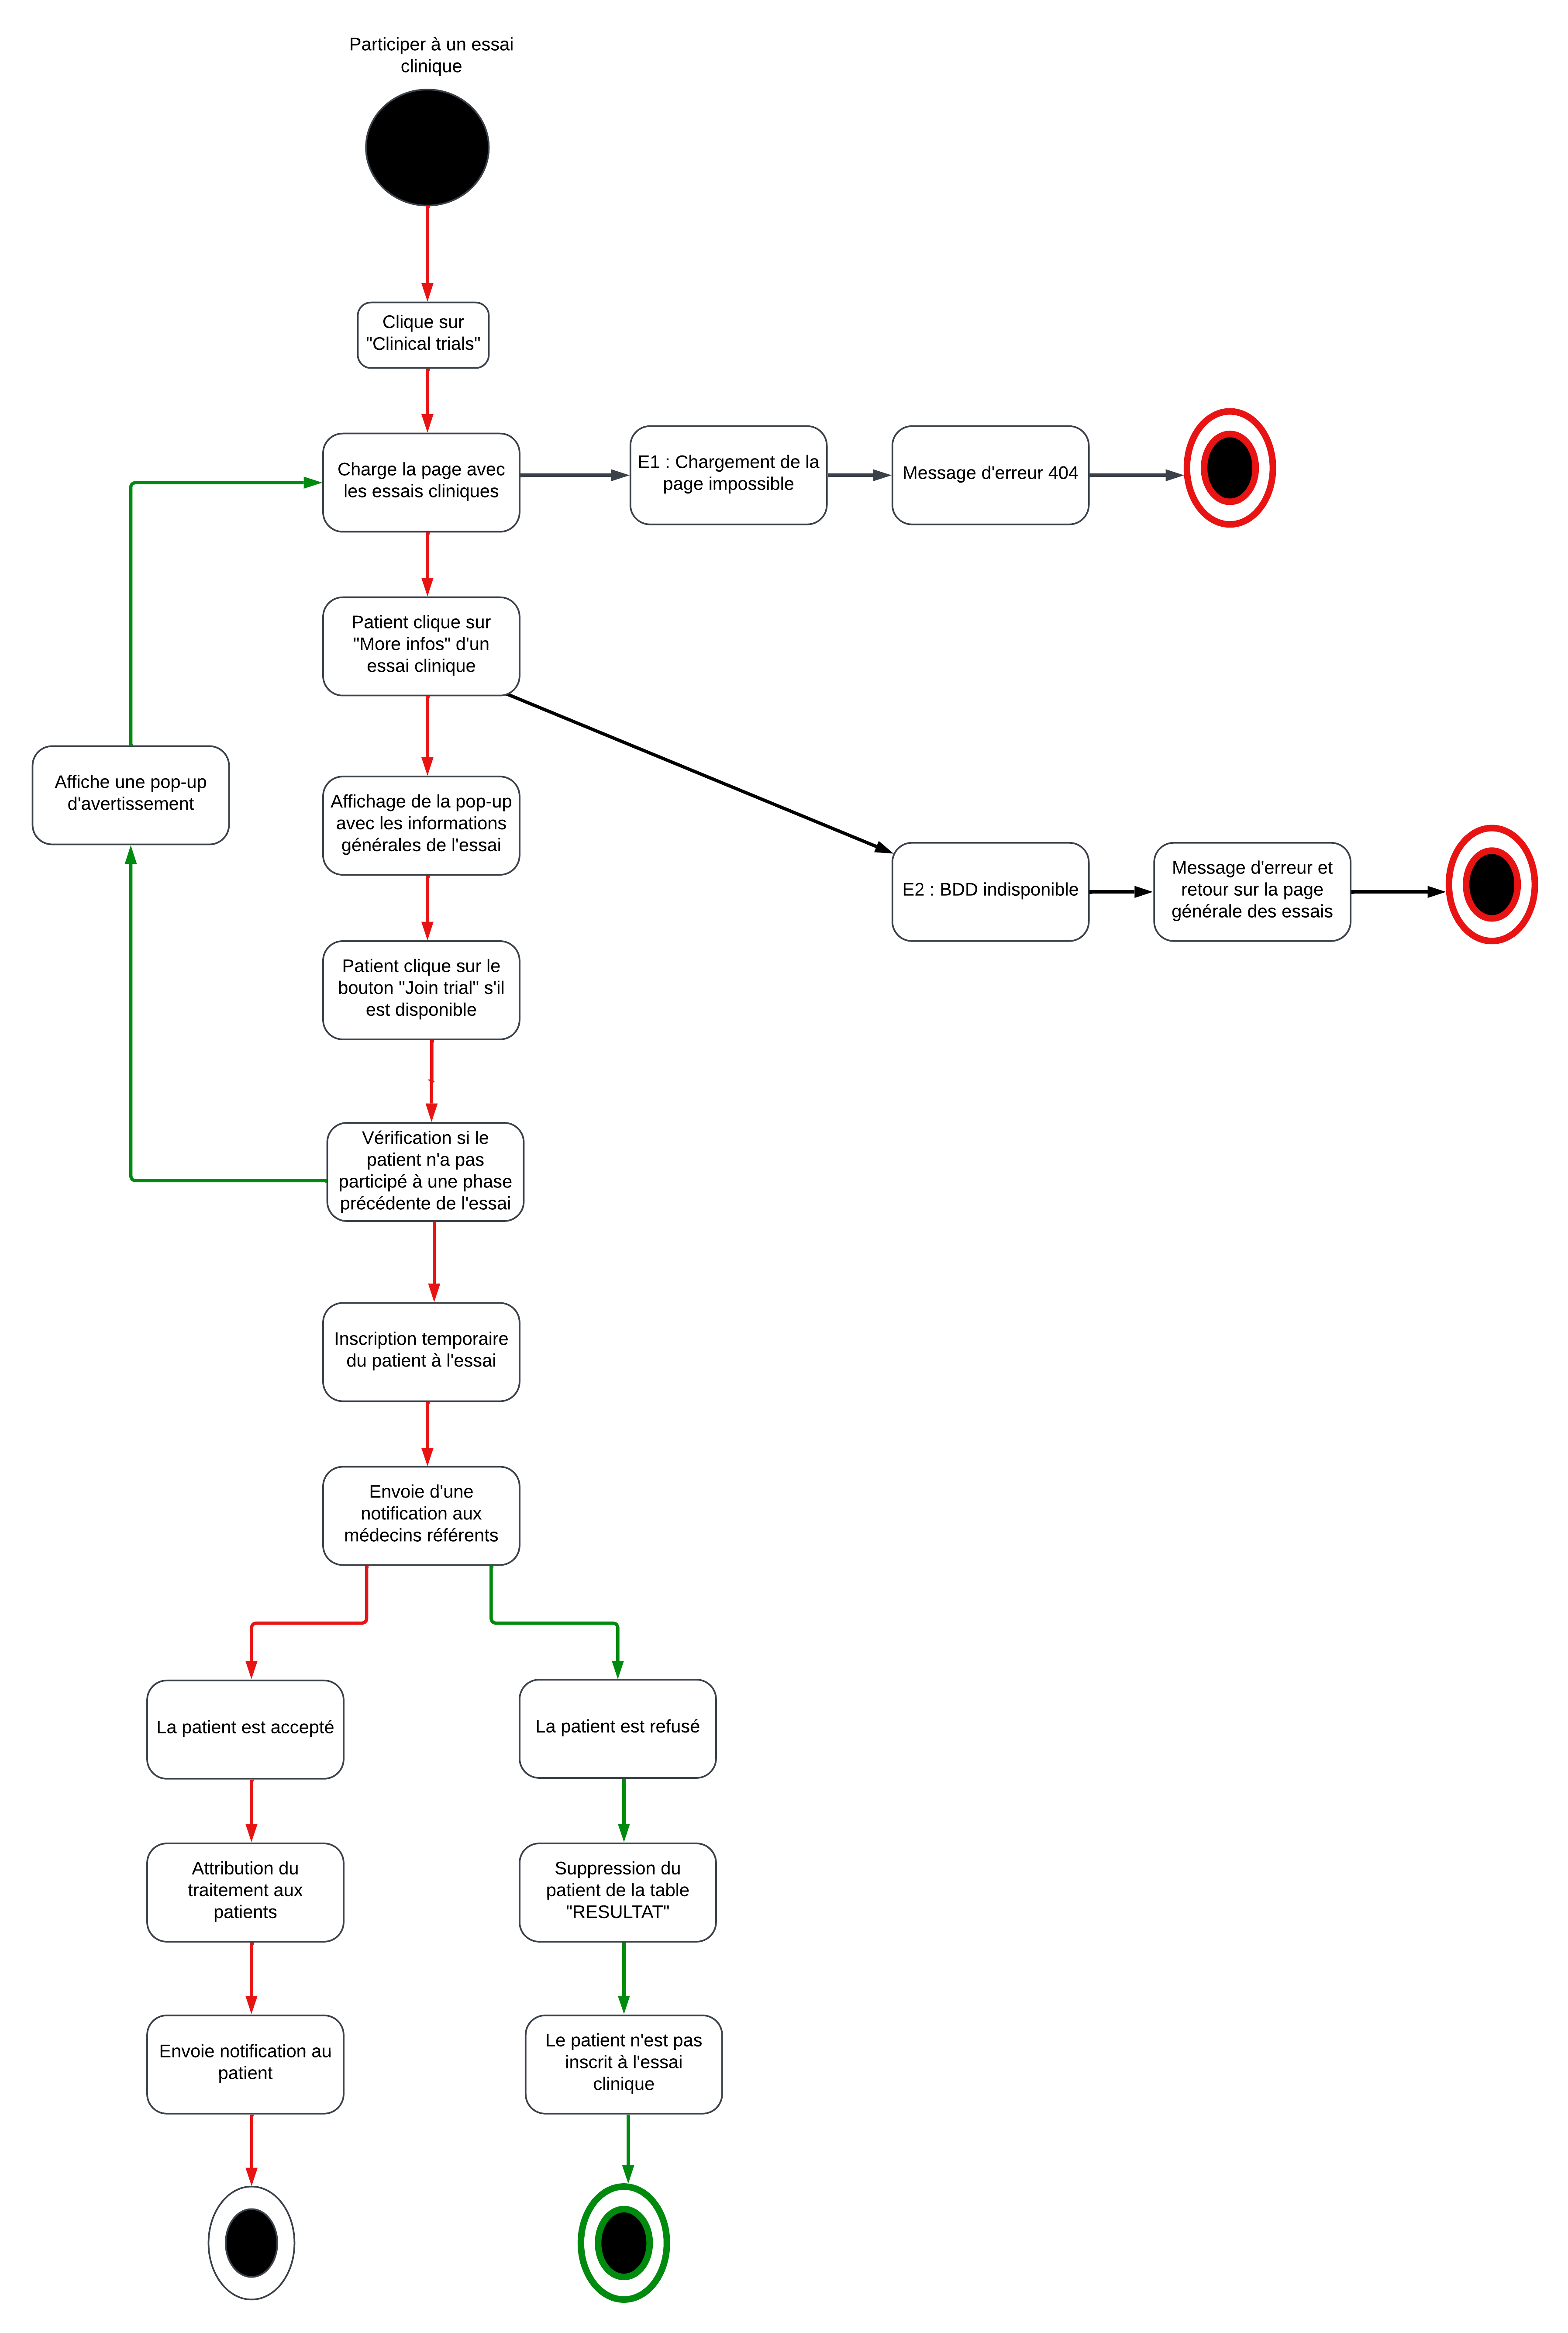 Participer à un essai
clinique
Clique sur
"Clinical trials"
Charge la page avec
les essais cliniques
E1 : Chargement de la
page impossible
Message d'erreur 404
Patient clique sur
"More infos" d'un
essai clinique
Affiche une pop-up
d'avertissement
Affichage de la pop-up
avec les informations
générales de l'essai
E2 : BDD indisponible
Message d'erreur et
retour sur la page
générale des essais
Patient clique sur le
bouton "Join trial" s'il
est disponible
Vérification si le
patient n'a pas
participé à une phase
précédente de l'essai
Inscription temporaire
du patient à l'essai
Envoie d'une
notification aux
médecins référents
La patient est accepté
La patient est refusé
Attribution du
traitement aux
patients
Suppression du
patient de la table
"RESULTAT"
Envoie notification au
patient
Le patient n'est pas
inscrit à l'essai
clinique